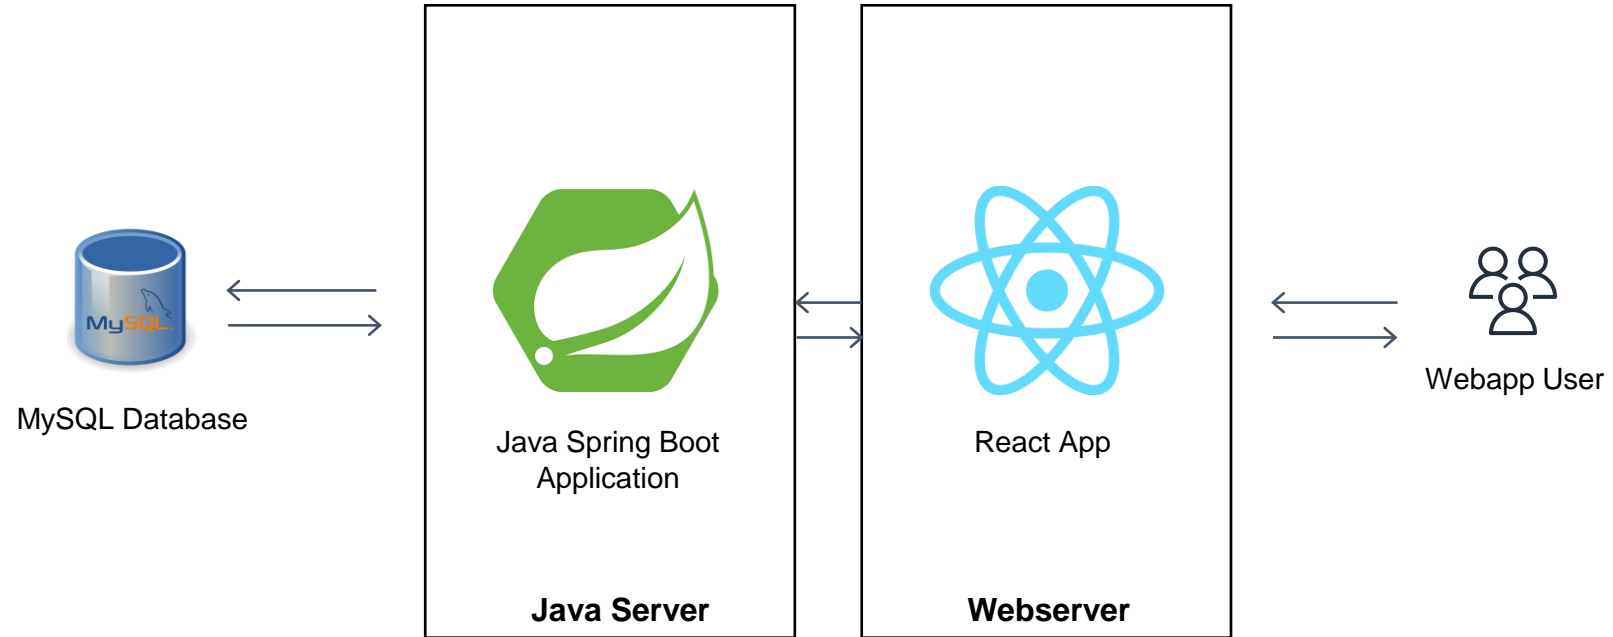 MySQL
MySQL Database
Java Spring Boot
Application
Java Server
React App
Webserver
Webapp User